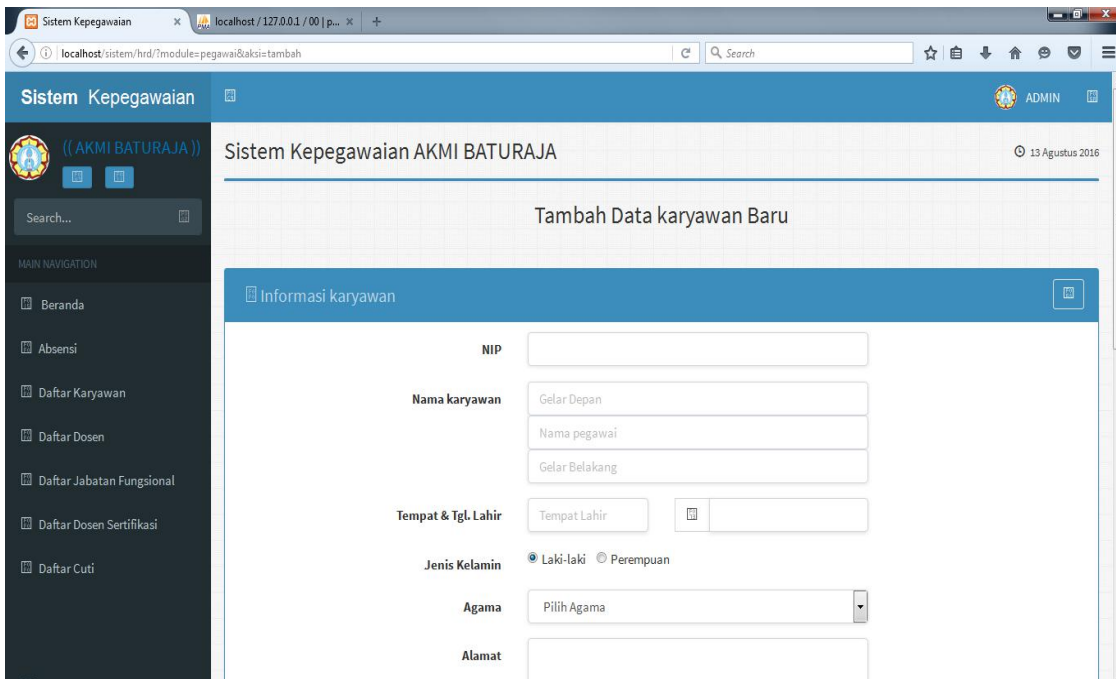 Sistem Kepegawaian
localhost / 127.0.0.1 / 00 | p...
localhost/sistem/hrd/?module=pegawai&aksi=tambah
Search
Sistem Kepegawaian
ADMIN
(( AKMI BATURAJA ))
Search...
MAIN NAVIGATION
Beranda
Absensi
Daftar Karyawan
Daftar Dosen
Daftar Jabatan Fungsional
Daftar Dosen Sertifikasi
Daftar Cuti
Sistem Kepegawaian AKMI BATURAJA
13 Agustus 2016
Tambah Data karyawan Baru
Informasi karyawan
NIP
Nama karyawan
Gelar Depan
Nama pegawai
Gelar Belakang
Tempat & Tgl. Lahir
Tempat Lahir
Jenis Kelamin
Laki-laki
Perempuan
Agama
Pilih Agama
Alamat